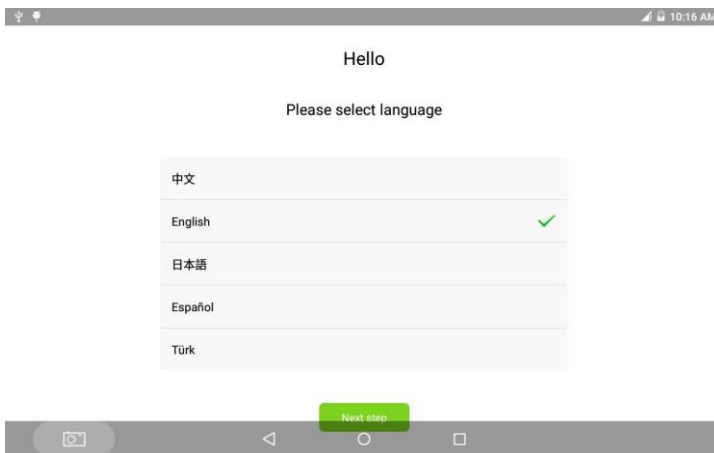 10:16 AM
Hello
Please select language
中文
English
日本語
Español
Türk
Next step